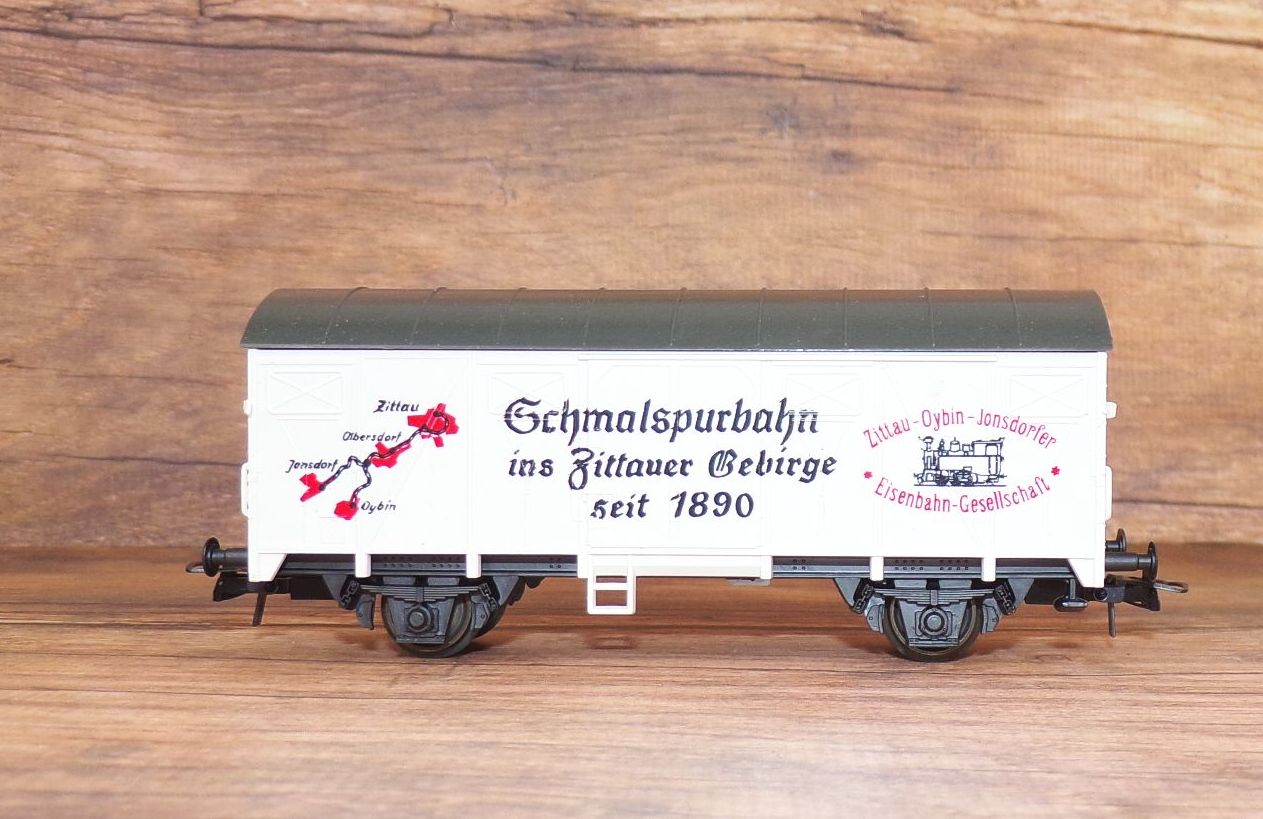 Zittau
Olbersdorf
Jonsdorf
Oybin
Schmalspurbahn
ins Zittauer Gebirge
seit 1890
Zittau-Oybin-Jonsdorfer
* Eisenbahn-Gesellschaft *